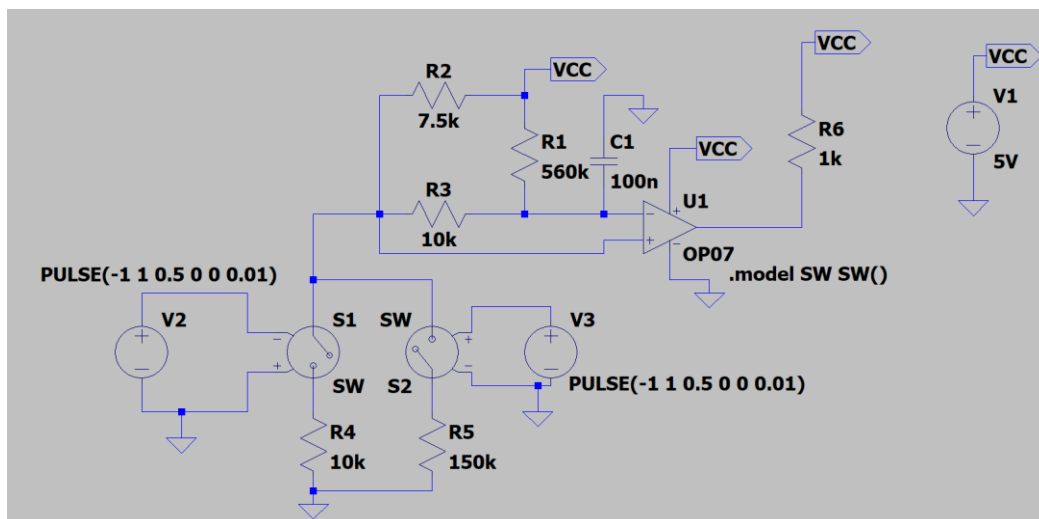 VCC
VCC
R2
VCC
V1
7.5k
R1
560k
C1
100n
R6
1k
VCC
5V
R3
10k
U1
OP07
.model SW SW()
PULSE(-1 1 0.5 0 0 0.01)
V2
S1
SW
SW
S2
V3
PULSE(-1 1 0.5 0 0 0.01)
R4
10k
R5
150k